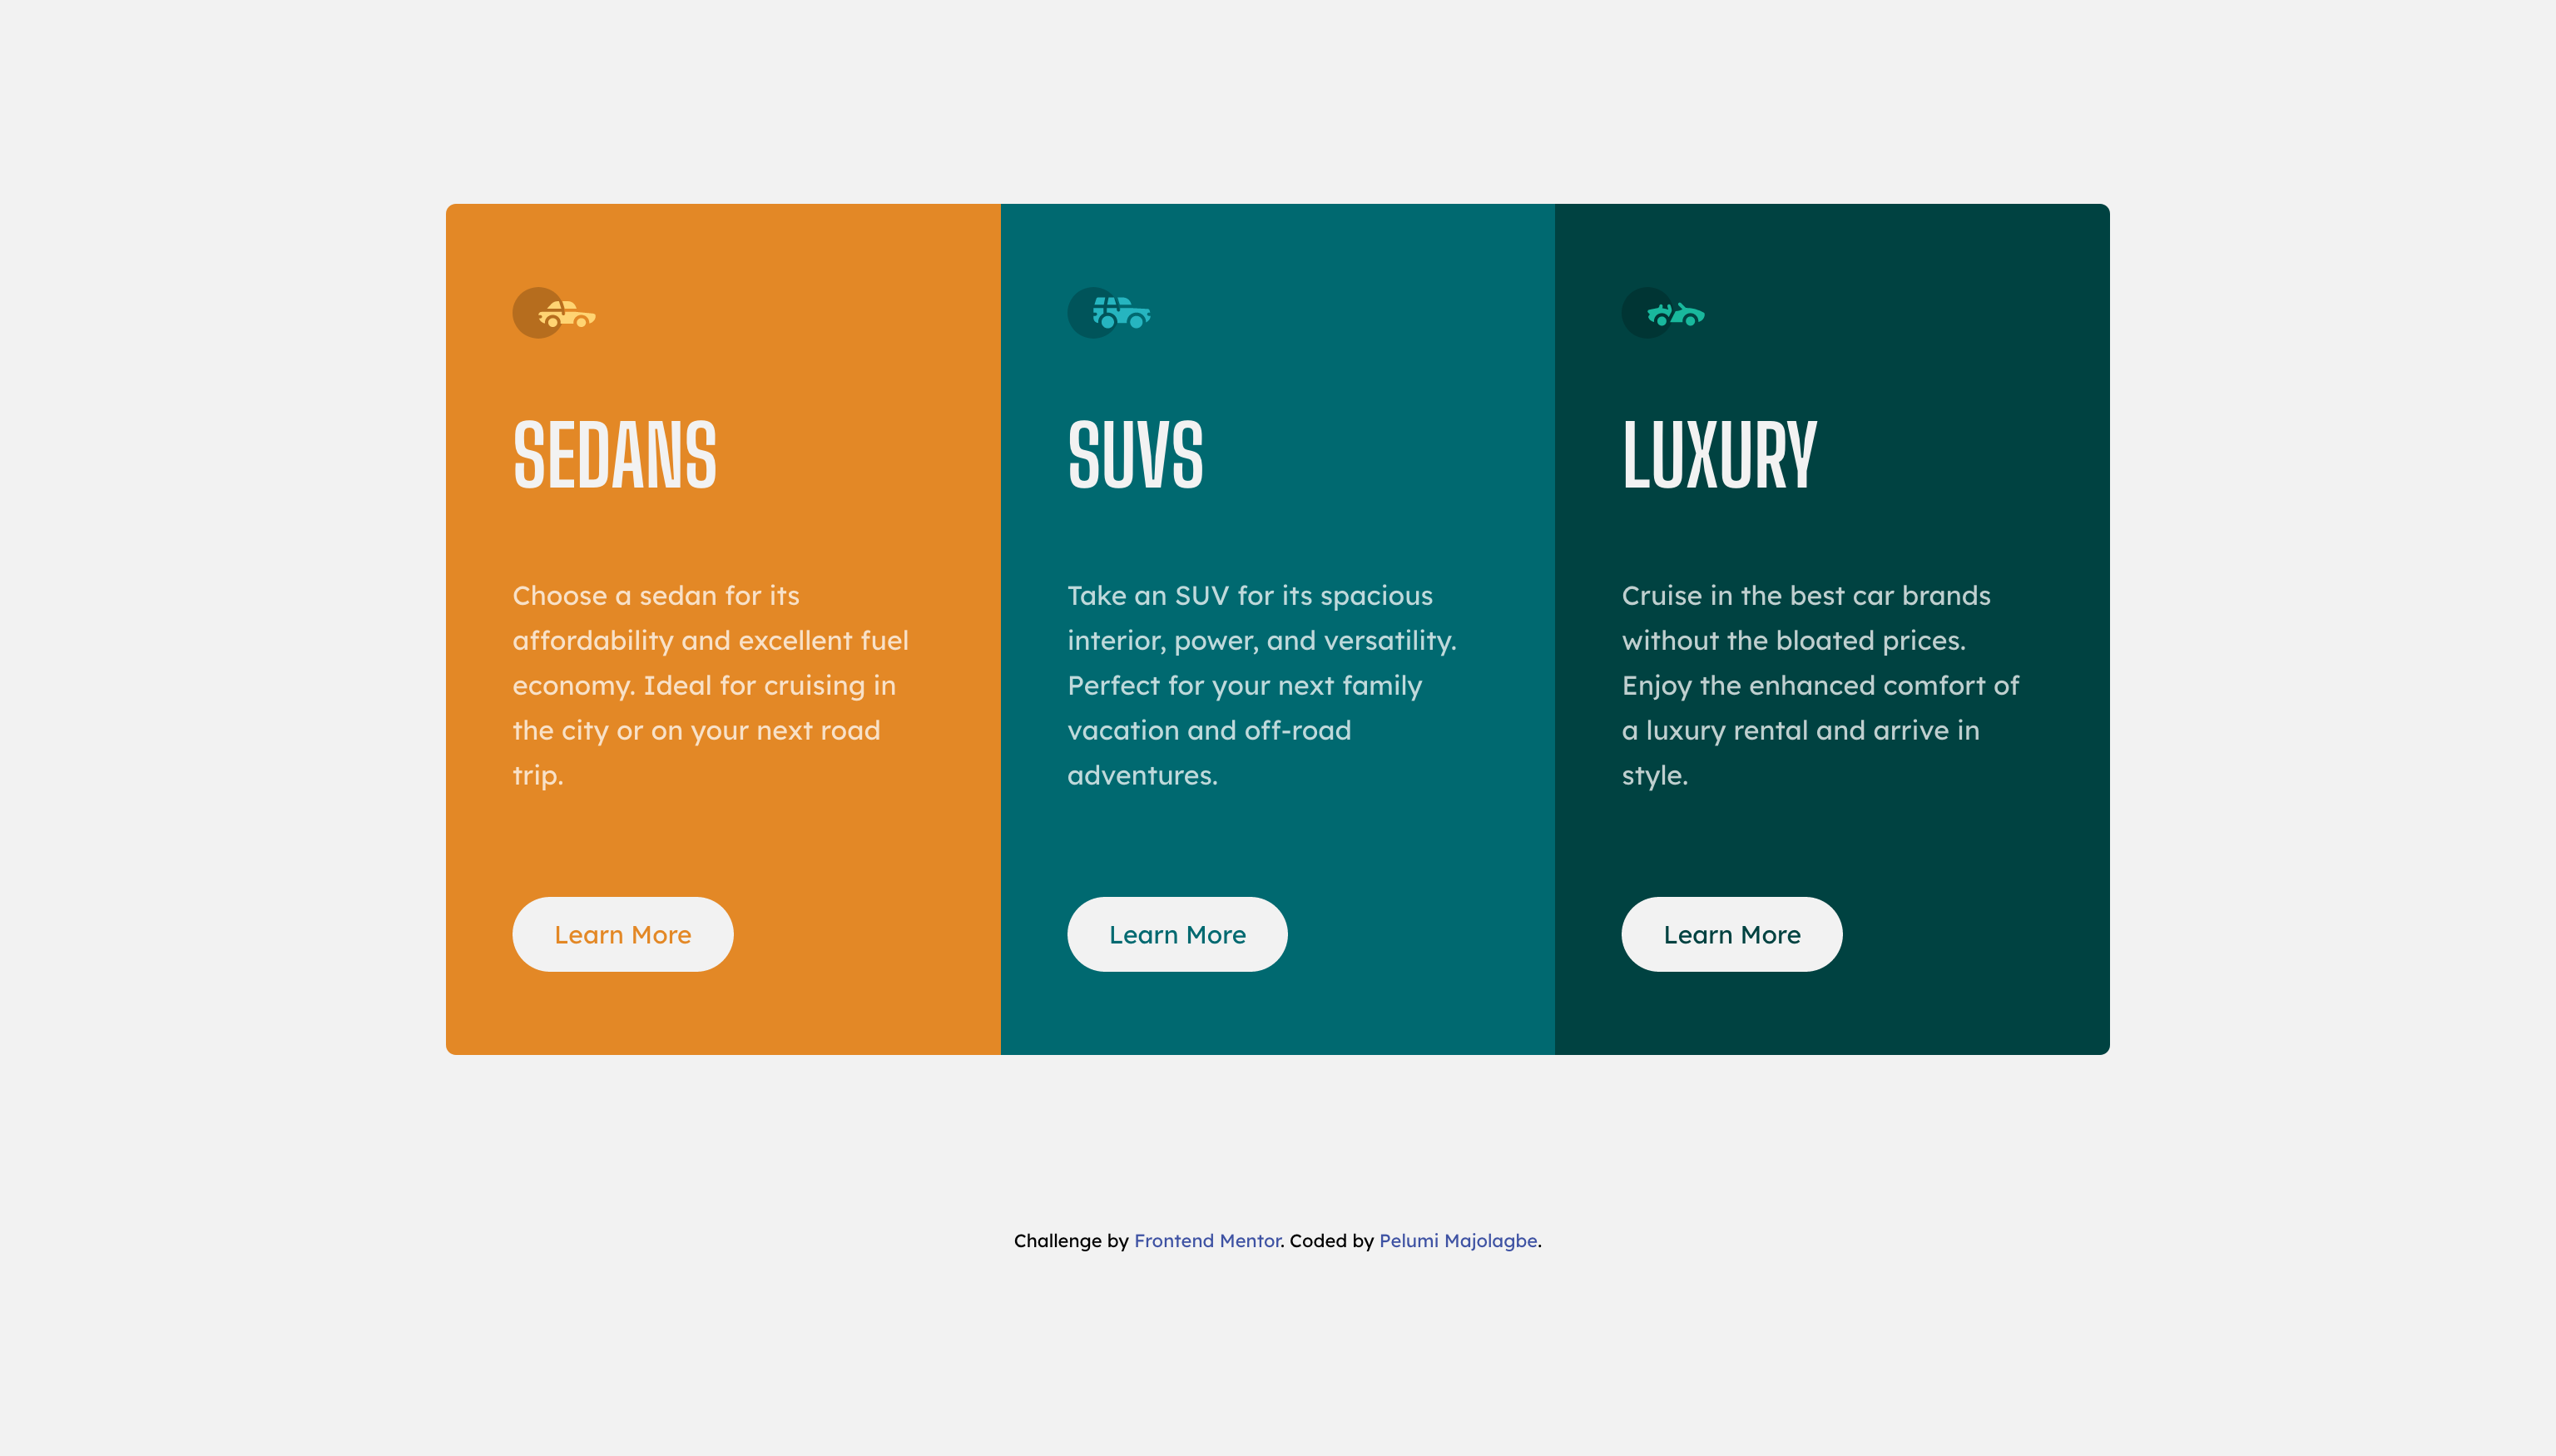 SEDANS
Choose a sedan for its
affordability and excellent fuel
economy. Ideal for cruising in
the city or on your next road
trip.
Learn More
SUVS
Take an SUV for its spacious
interior, power, and versatility.
Perfect for your next family
vacation and off-road
adventures.
Learn More
LUXURY
Cruise in the best car brands
without the bloated prices.
Enjoy the enhanced comfort of
a luxury rental and arrive in
style.
Learn More
Challenge by Frontend Mentor. Coded by Pelumi Majolagbe.